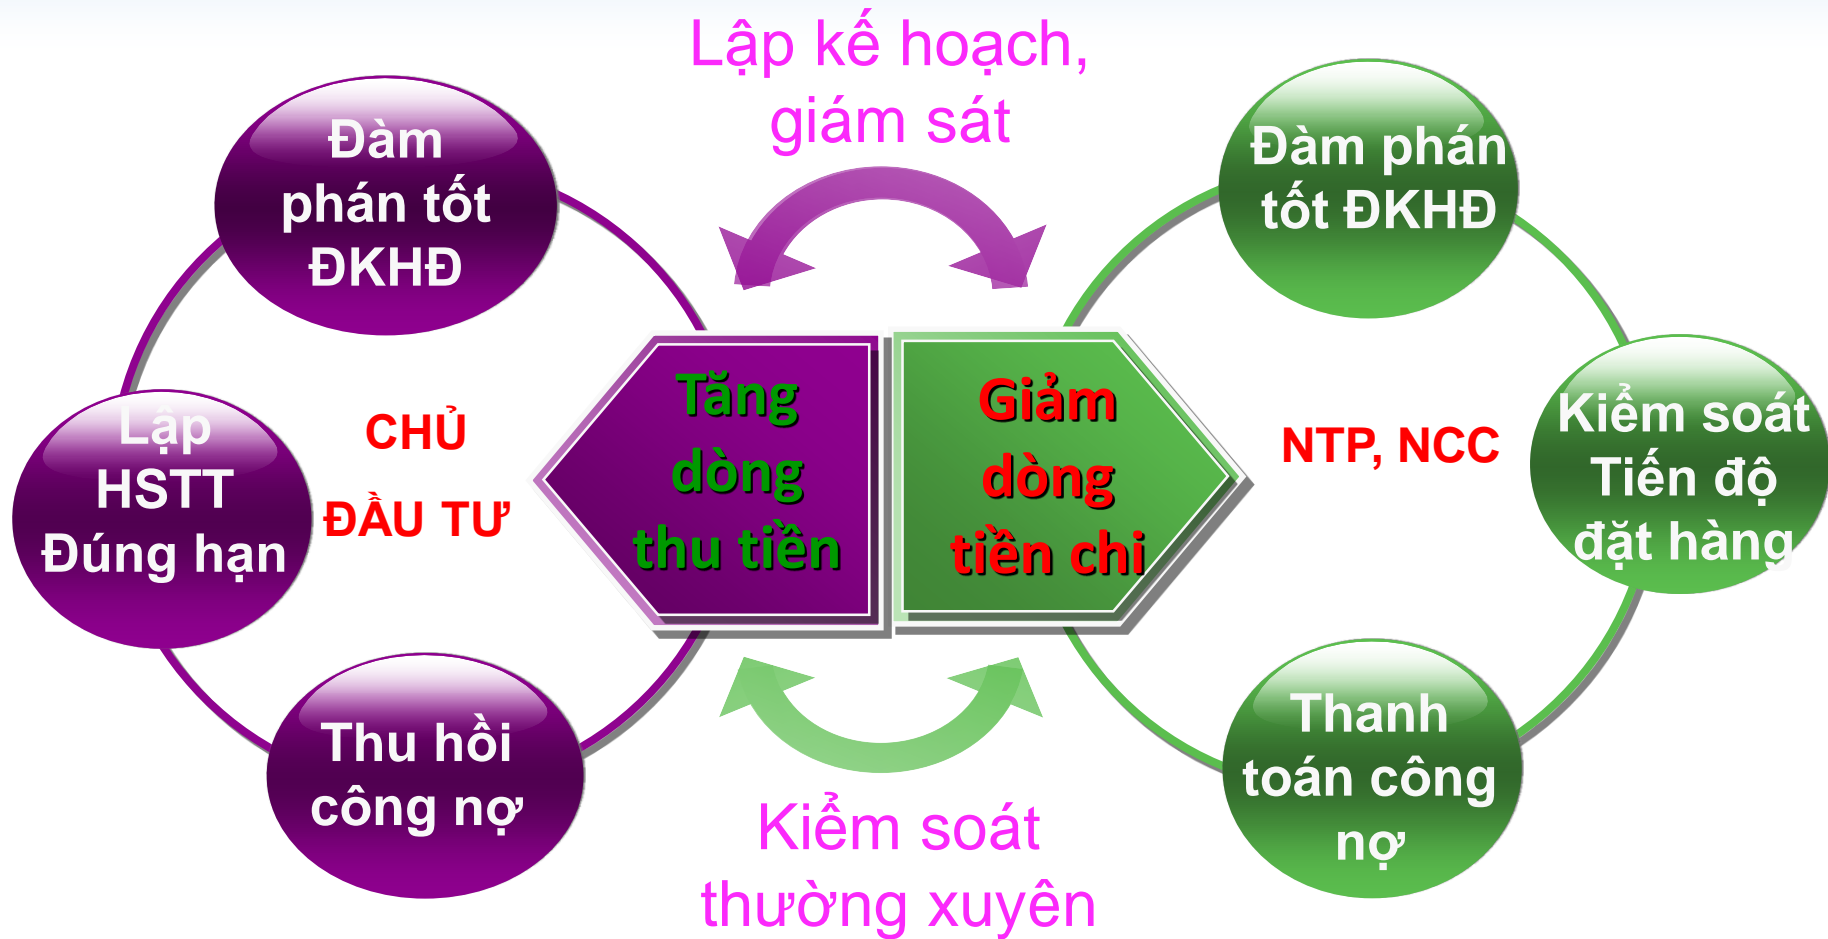 Lập kế hoạch,
giám sát
Đàm
phán tốt
ĐKHĐ
Lập
HSTT
Đúng hạn
Thu hồi
công nợ
CHỦ
ĐẦU TƯ
Tăng
dòng
thu tiền
Giảm
dòng
tiền chi
NTP, NCC
Đàm phán
tốt ĐKHĐ
Kiểm soát
Tiến độ
đặt hàng
Thanh
toán công
nợ
Kiểm soát
thường xuyên